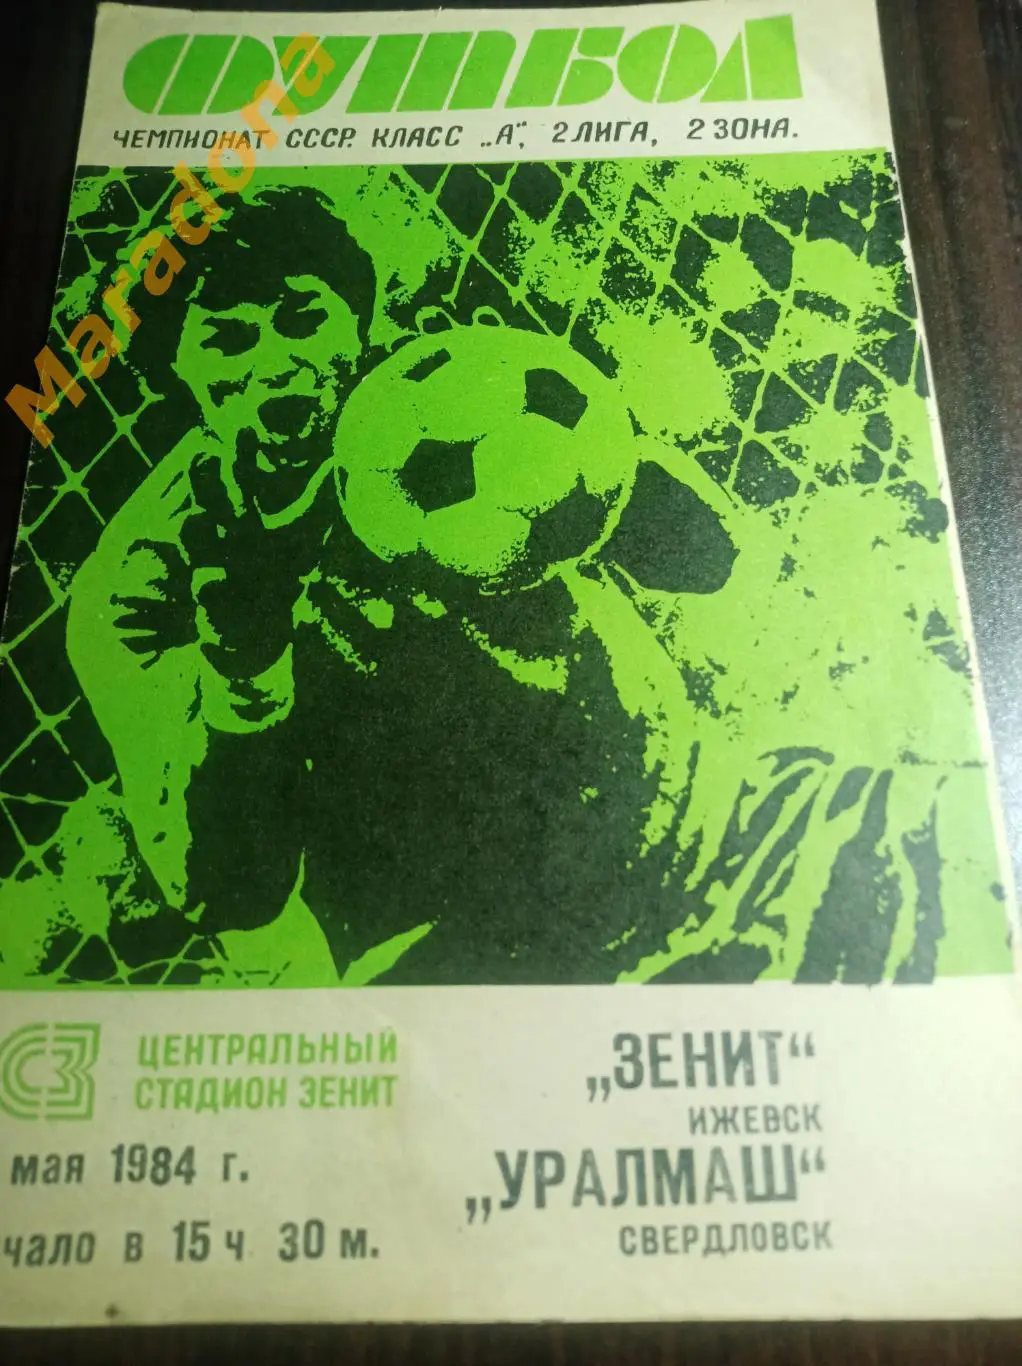 ФУТБОЛ
ЧЕМПИОНАТ СССР. КЛАСС „А“, 2 ЛИГА, 2 ЗОНА.
Maradona
СЗ
ЦЕНТРАЛЬНЫЙ
СТАДИОН ЗЕНИТ
мая 1984 г.
чало в 15 ч 30 м.
„ЗЕНИТ“
ИЖЕВСК
„УРАЛМАШ“
СВЕРДЛОВСК